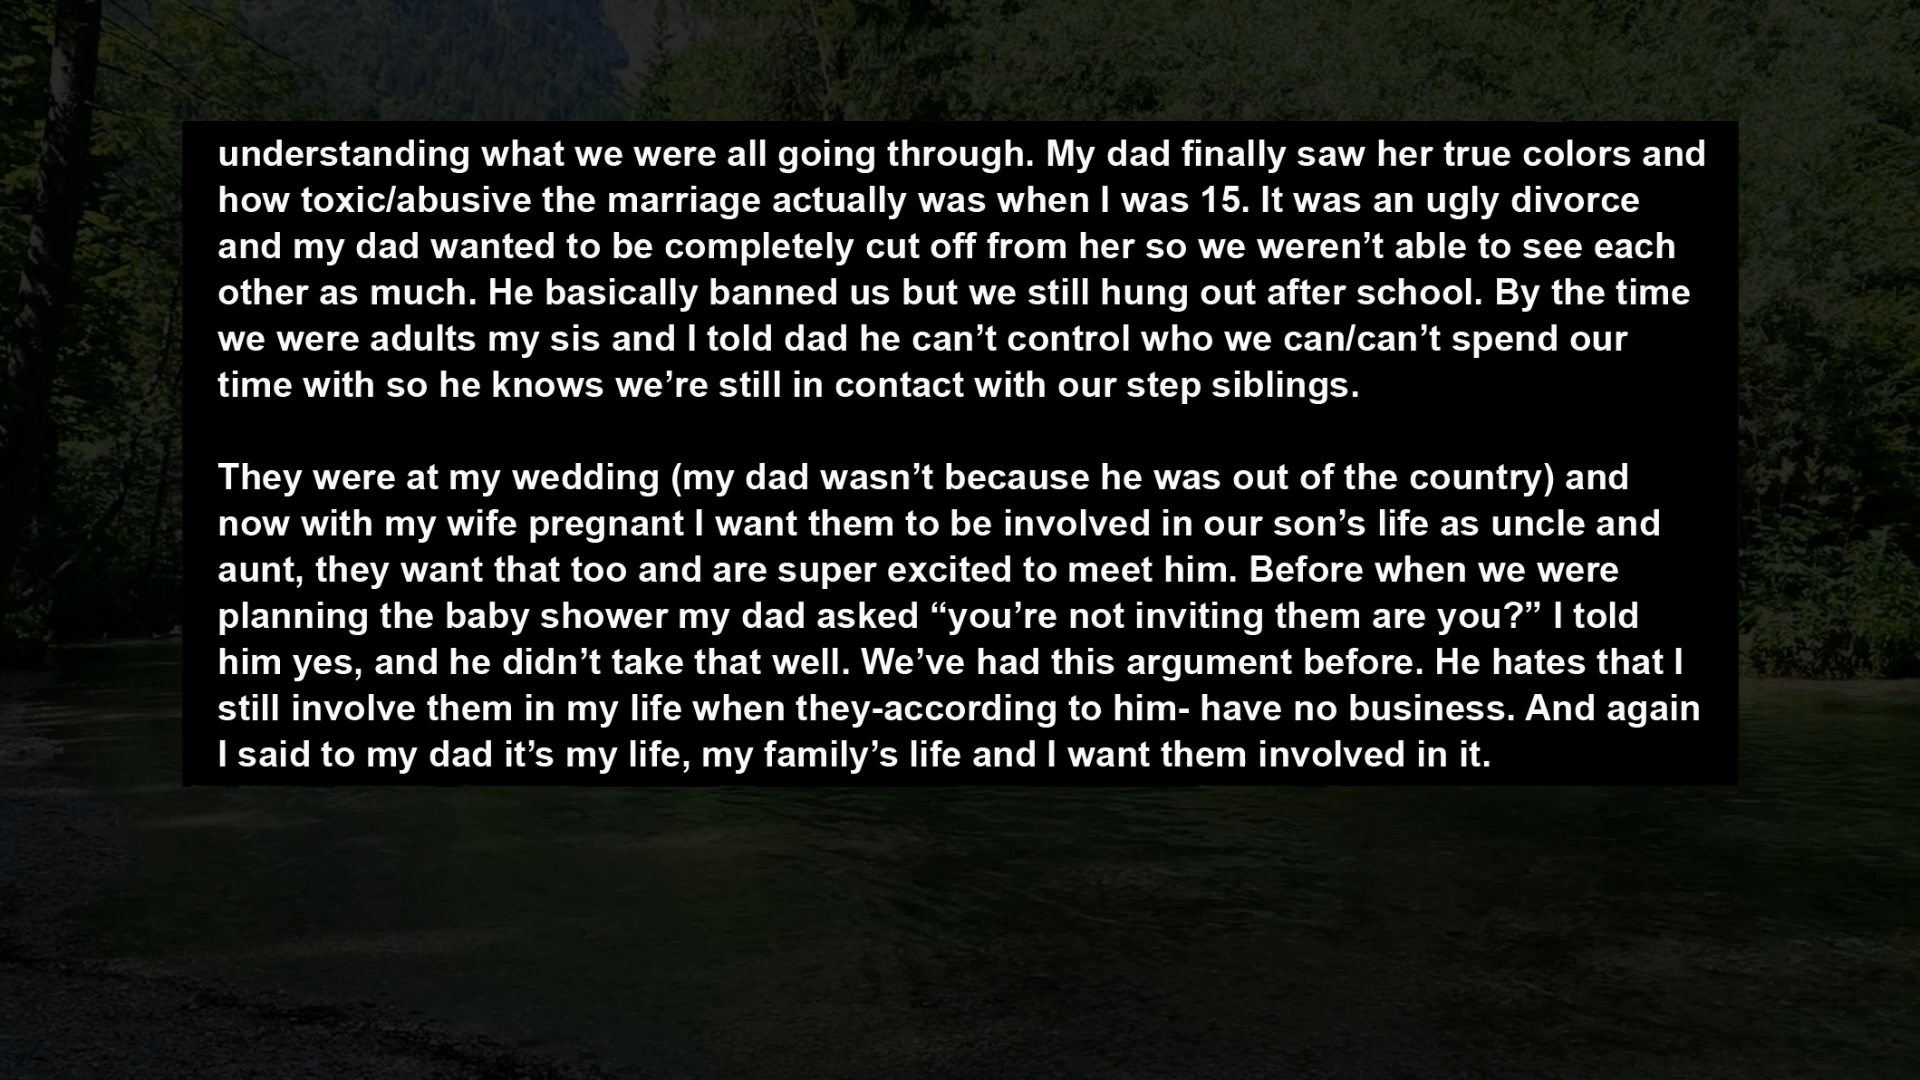 understanding what we were all going through. My dad finally saw her true colors and
how toxic/abusive the marriage actually was when I was 15. It was an ugly divorce
and my dad wanted to be completely cut off from her so we weren’t able to see each
other as much. He basically banned us but we still hung out after school. By the time
we were adults my sis and I told dad he can’t control who we can/can’t spend our
time with so he knows we’re still in contact with our step siblings.
They were at my wedding (my dad wasn’t because he was out of the country) and
now with my wife pregnant I want them to be involved in our son’s life as uncle and
aunt, they want that too and are super excited to meet him. Before when we were
planning the baby shower my dad asked “you’re not inviting them are you?” I told
him yes, and he didn’t take that well. We’ve had this argument before. He hates that I
still involve them in my life when they-according to him- have no business. And again
I said to my dad it’s my life, my family’s life and I want them involved in it.